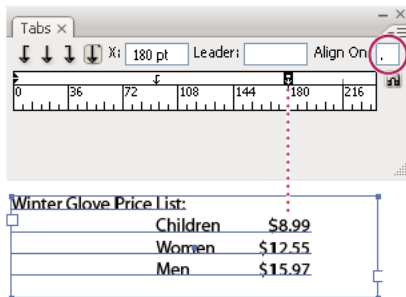 Tabs ×
X: 180 pt Leader: Align On: .
0 36 72 108 144 180 216
Winter Glove Price List:
Children $8.99
Women $12.55
Men $15.97